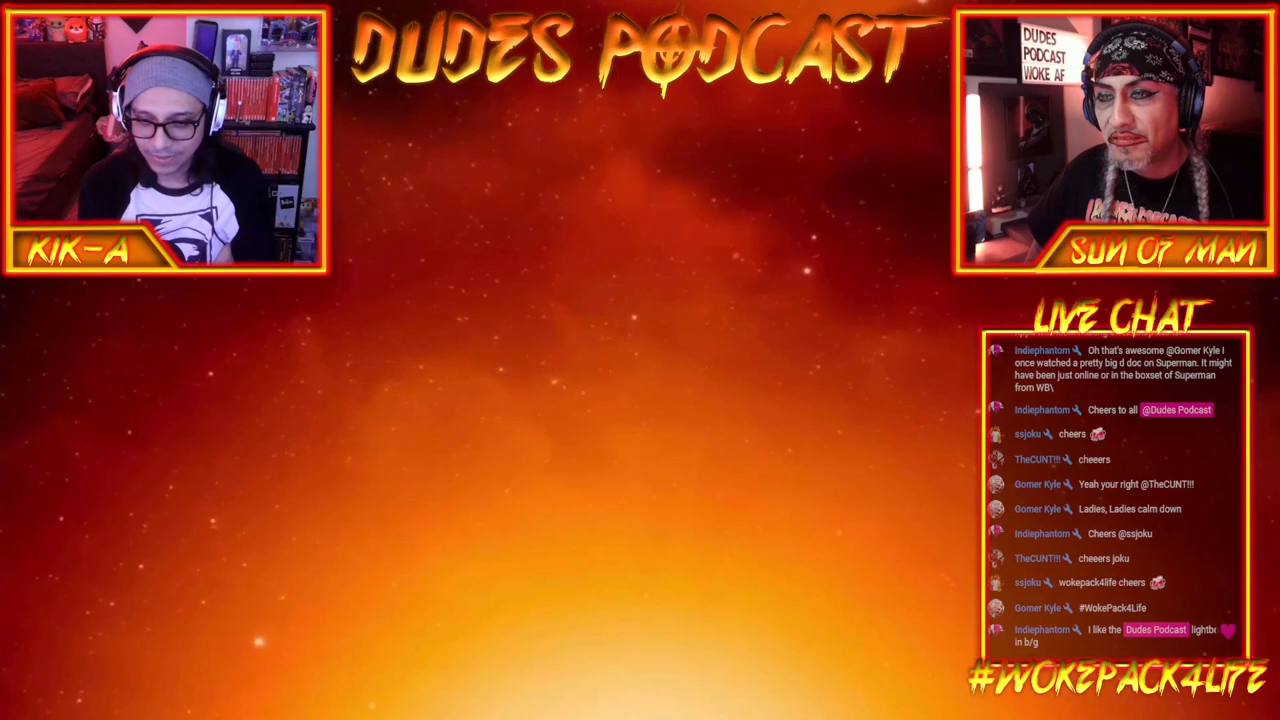 DUDES PODCAST
DUDES
PODCAST
WOKE AF
KIK-A
SUN OF MAN
LIVE CHAT
Indiephantom Oh that's awesome @Gomer Kyle I
once watched a pretty big d doc on Superman. It might
have been just online or in the boxset of Superman
from WB\
Indiephantom Cheers to all @Dudes Podcast
ssjoku cheers
TheCUNT!!! cheeers
Gomer Kyle Yeah your right @TheCUNT!!!
Gomer Kyle Ladies, Ladies calm down
Indiephantom Cheers @ssjoku
TheCUNT!!! cheeers joku
ssjoku wokepack4life cheers
Gomer Kyle #WokePack4Life
Indiephantom I like the Dudes Podcast
in b/g
#WOKEPACK4LIFE